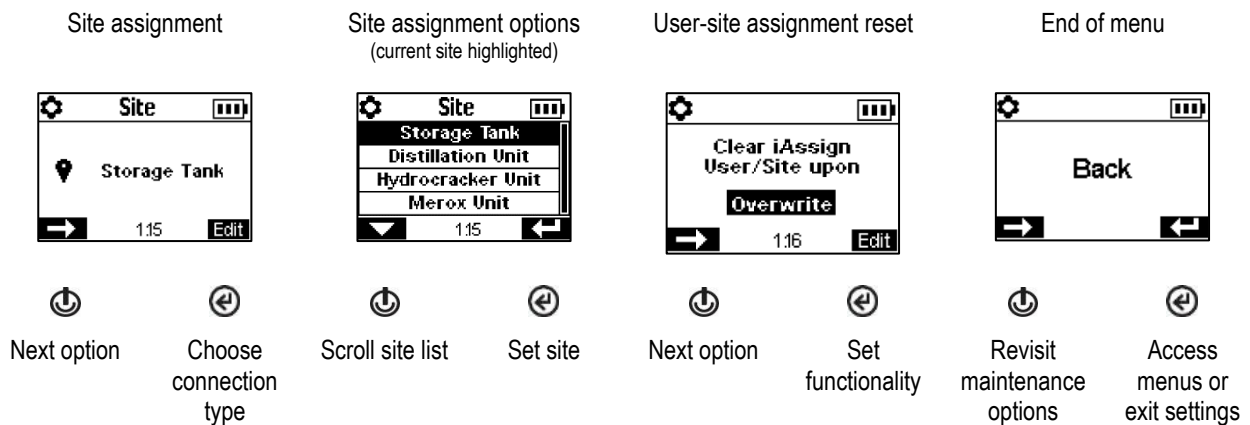 Site assignment
Site assignment options
(current site highlighted)
User-site assignment reset
End of menu
Site
Storage Tank
1.15
Edit
Site
Storage Tank
Distillation Unit
Hydrocracker Unit
Merox Unit
1.15
Clear iAssign
User/Site upon
Overwrite
1.16
Edit
Back
Next option
Choose
connection
type
Scroll site list
Set site
Next option
Set
functionality
Revisit
maintenance
options
Access
menus or
exit settings